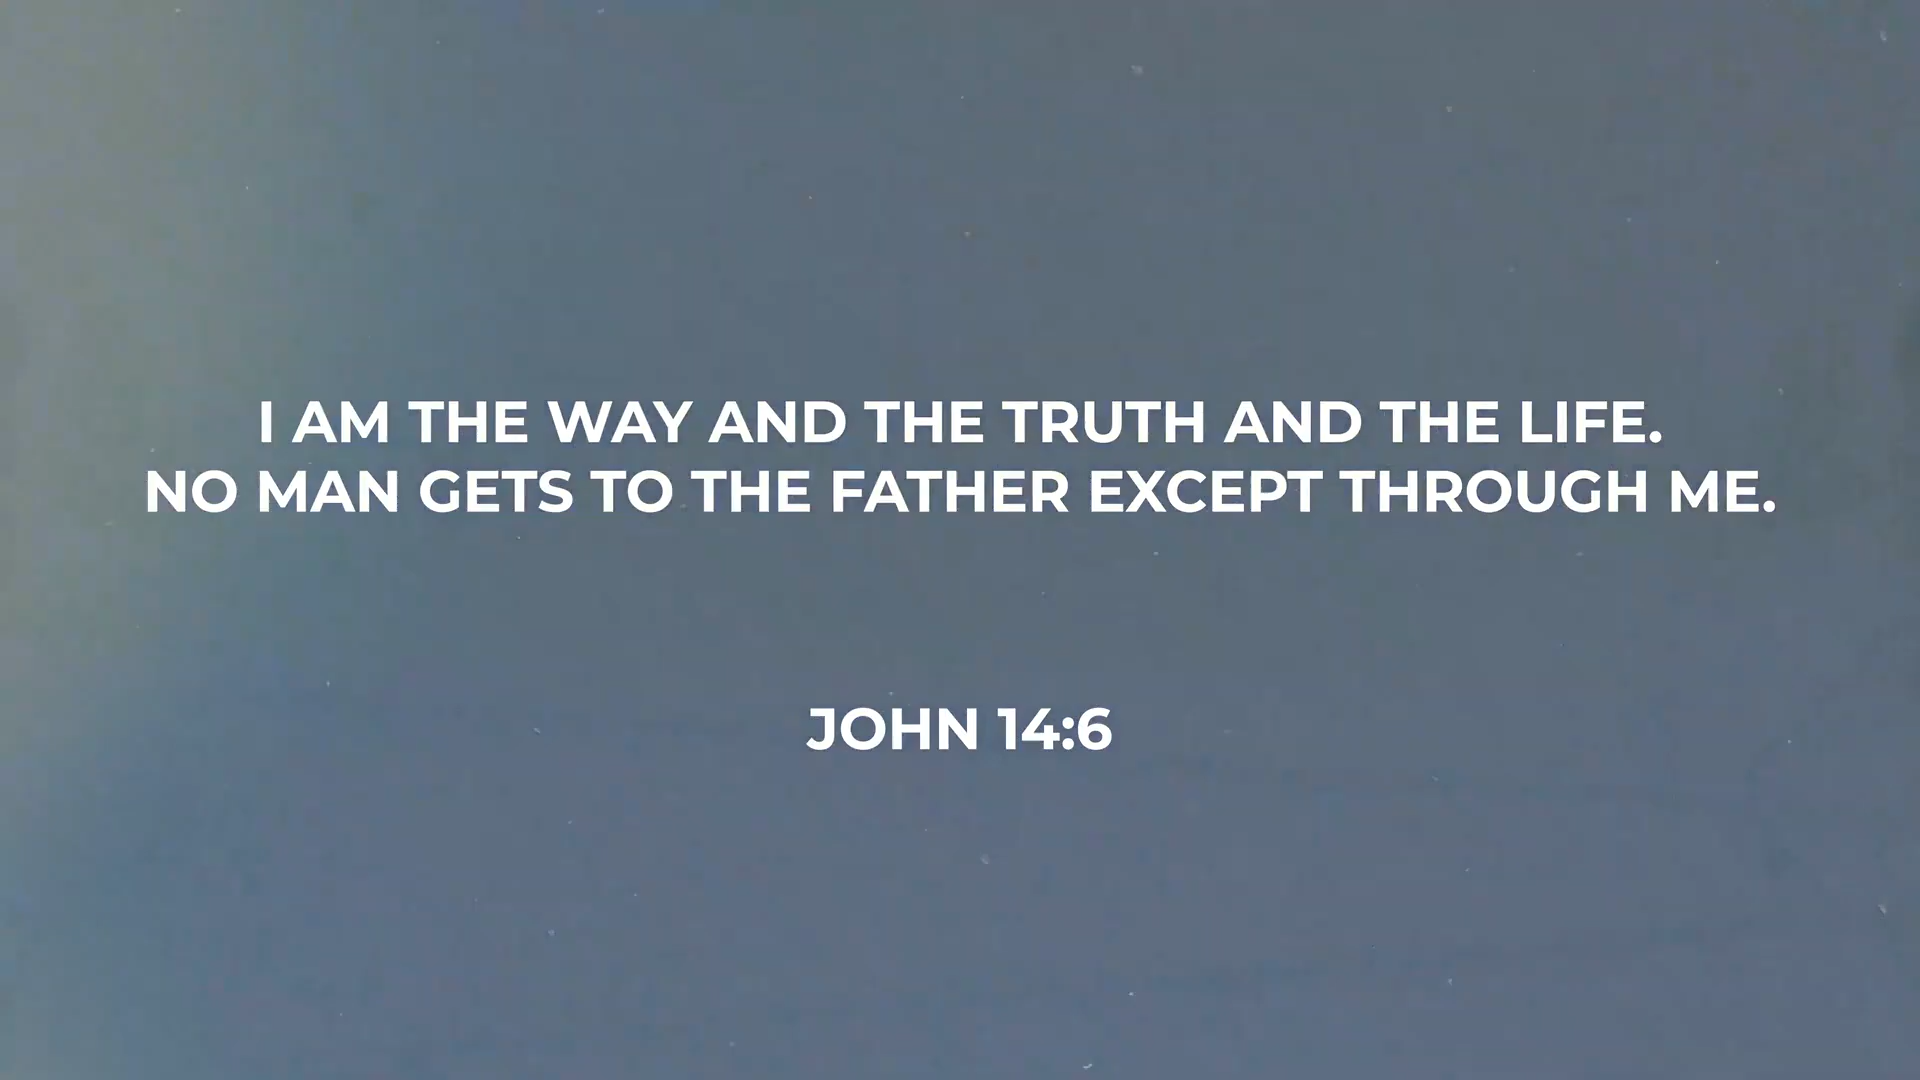 I AM THE WAY AND THE TRUTH AND THE LIFE.
NO MAN GETS TO THE FATHER EXCEPT THROUGH ME.
JOHN 14:6